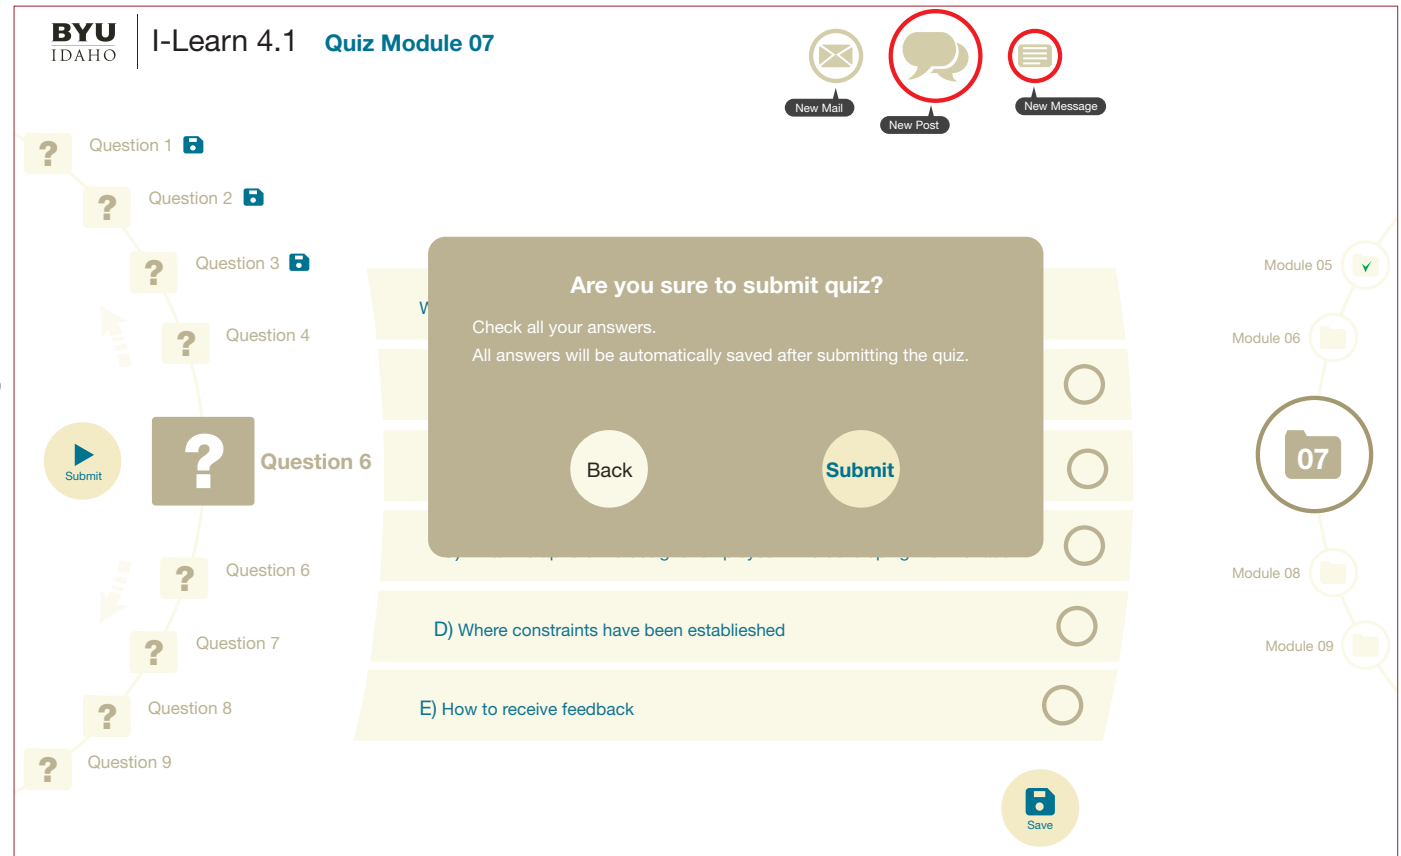 BYU
IDAHO
I-Learn 4.1
Quiz Module 07
New Mail
New Post
New Message
? Question 1
? Question 2
? Question 3
? Question 4
Submit
? Question 6
? Question 6
? Question 7
? Question 8
? Question 9
Are you sure to submit quiz?
Check all your answers.
All answers will be automatically saved after submitting the quiz.
Back
Submit
D) Where constraints have been establieshed
E) How to receive feedback
Save
Module 05
Module 06
07
Module 08
Module 09